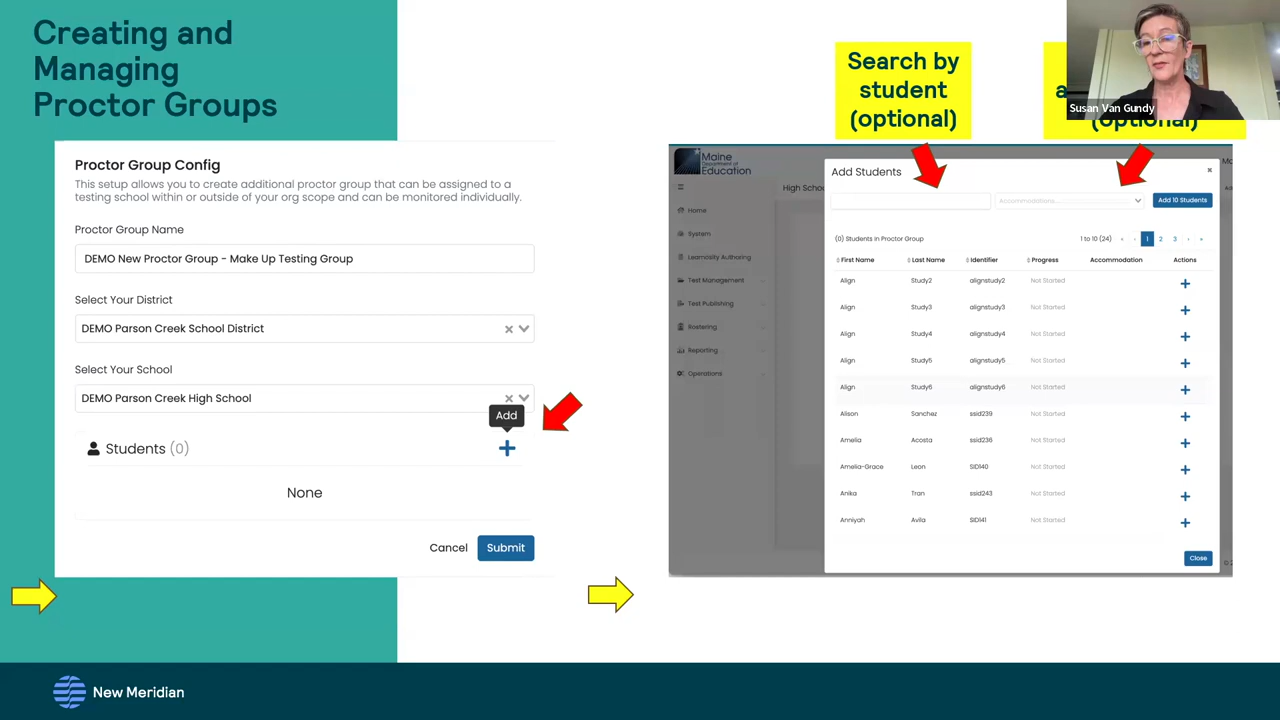 Creating and
Managing
Proctor Groups
Proctor Group Config
This setup allows you to create additional proctor group that can be assigned to a
testing school within or outside of your org scope and can be monitored individually.
Proctor Group Name
DEMO New Proctor Group - Make Up Testing Group
Select Your District
DEMO Parson Creek School District
Select Your School
DEMO Parson Creek High School
Add
Students (0)
None
Cancel
Submit
Search by
student
(optional)
(optional)
Susan Van Gundy
Maine
Department of
Education
High Schoo
Home
System
Learnosity Authoring
Test Management
Test Publishing
Rostering
Reporting
Operations
Add Students
Accommodations
Add 10 Students
(0) Students in Proctor Group
1 to 10 (24) « ‹ 1 2 3 › »
First Name Last Name Identifier Progress Accommodation Actions
Align Study2 alignstudy2 Not Started
Align Study3 alignstudy3 Not Started
Align Study4 alignstudy4 Not Started
Align Study5 alignstudy5 Not Started
Align Study6 alignstudy6 Not Started
Alison Sanchez ssid239 Not Started
Amelia Acosta ssid236 Not Started
Amelia-Grace Leon SID140 Not Started
Anika Tran ssid243 Not Started
Anniyah Avila SID141 Not Started
Close
New Meridian